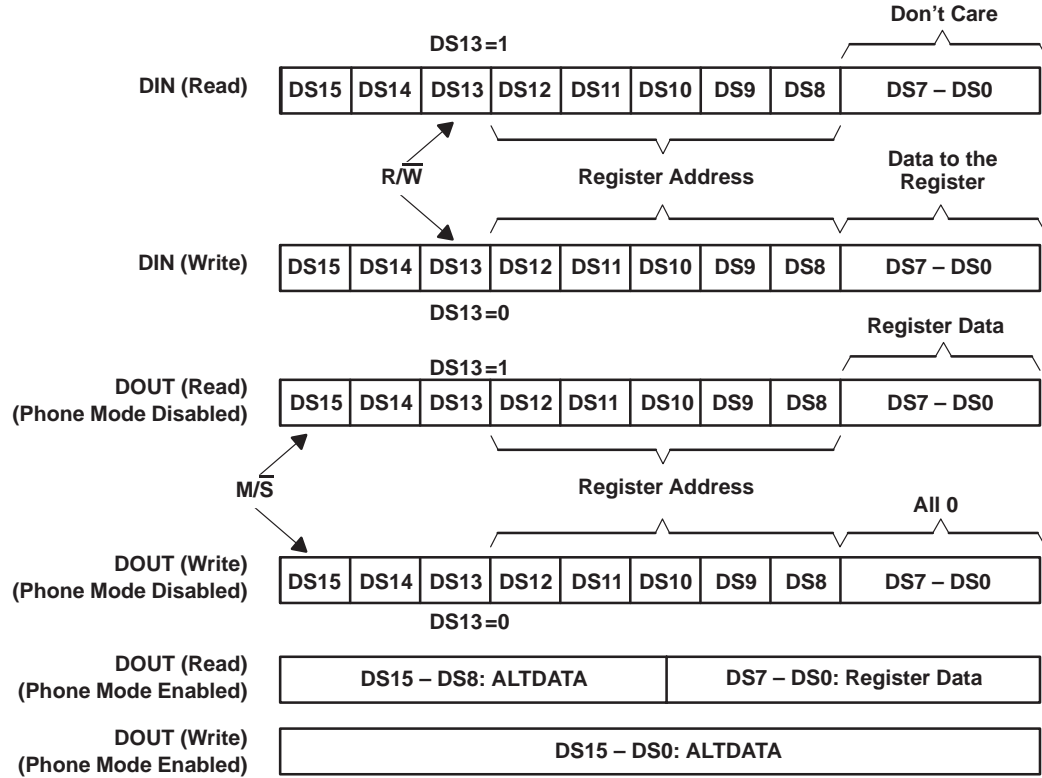 Don't Care
DS13=1
DIN (Read) DS15 DS14 DS13 DS12 DS11 DS10 DS9 DS8 DS7 – DS0
R/W̅ Register Address Data to the
Register
DIN (Write) DS15 DS14 DS13 DS12 DS11 DS10 DS9 DS8 DS7 – DS0
DS13=0
Register Data
DS13=1
DOUT (Read)
(Phone Mode Disabled) DS15 DS14 DS13 DS12 DS11 DS10 DS9 DS8 DS7 – DS0
M/S̅ Register Address
All 0
DOUT (Write)
(Phone Mode Disabled) DS15 DS14 DS13 DS12 DS11 DS10 DS9 DS8 DS7 – DS0
DS13=0
DOUT (Read)
(Phone Mode Enabled) DS15 – DS8: ALTDATA DS7 – DS0: Register Data
DOUT (Write)
(Phone Mode Enabled) DS15 – DS0: ALTDATA